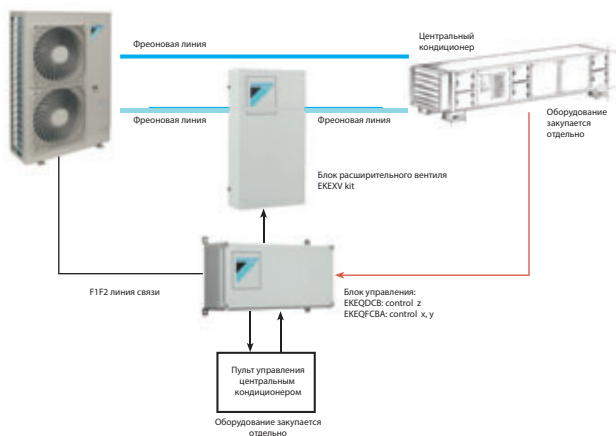 Фреоновая линия
Центральный
кондиционер
Фреоновая линия
Фреоновая линия
Оборудование
закупается
отдельно
Блок расширительного вентиля
EKEXV kit
F1F2 линия связи
Блок управления:
EKEQDCB: control z
EKEQFCBA: control x, y
Пульт управления
центральным
кондиционером
Оборудование закупается
отдельно